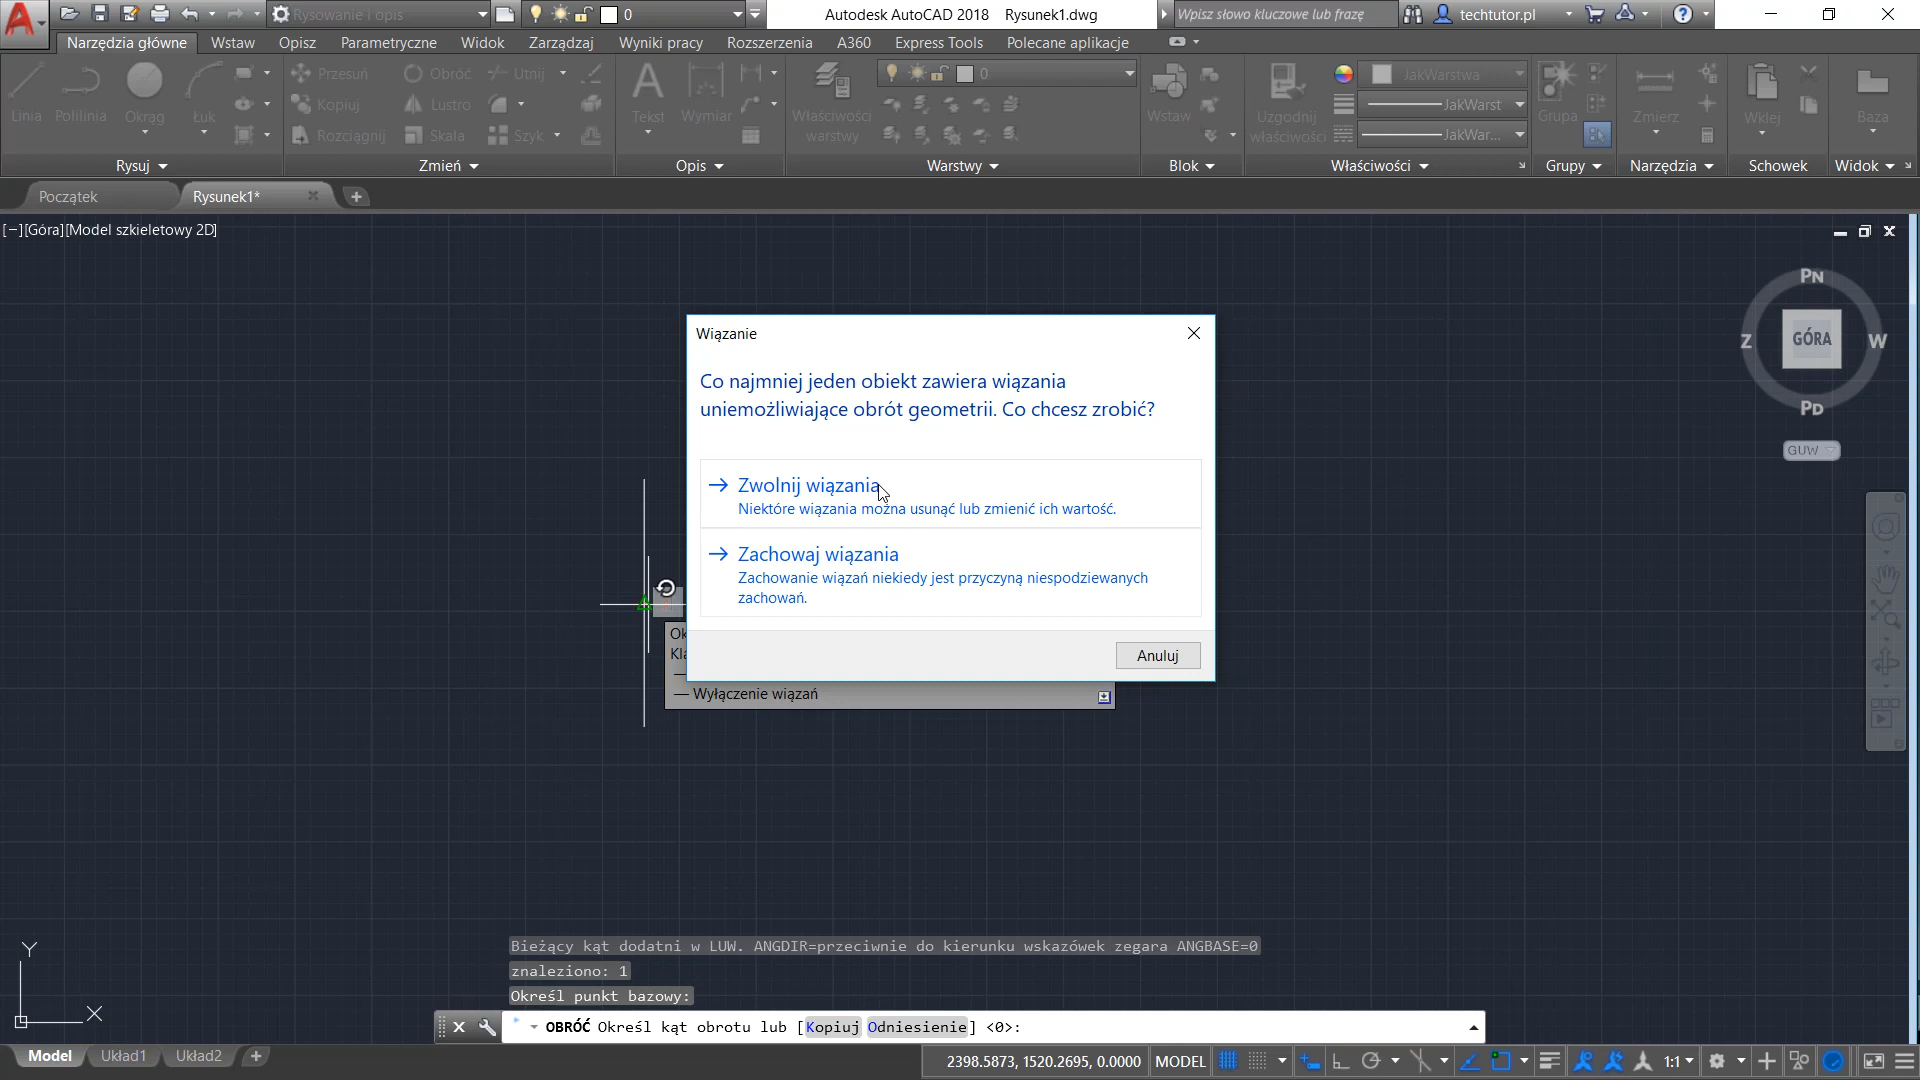 Rysowanie i opis
0
Autodesk AutoCAD 2018 Rysunek1.dwg
Wpisz słowo kluczowe lub frazę
techtutor.pl
Narzędzia główne Wstaw Opisz Parametryczne Widok Zarządzaj Wyniki pracy Rozszerzenia A360 Express Tools Polecane aplikacje
Linia Polilinia Okrąg Łuk
Przesuń Obróć Utnij
Kopiuj Lustro
Rozciągnij Skala Szyk
Tekst Wymiar
Właściwości
warstwy
0
Wstaw
Uzgodnij
właściwości
JakWarstwa
JakWarst
JakWar...
Grupa
Zmierz
Wklej
Baza
Rysuj Zmień Opis Warstwy Blok Właściwości Grupy Narzędzia Schowek Widok
Początek Rysunek1*
[−][Góra][Model szkieletowy 2D]
PN
Z GÓRA W
PD
GUW
Wiązanie
Co najmniej jeden obiekt zawiera wiązania
uniemożliwiające obrót geometrii. Co chcesz zrobić?
Zwolnij wiązania
Niektóre wiązania można usunąć lub zmienić ich wartość.
Zachowaj wiązania
Zachowanie wiązań niekiedy jest przyczyną niespodziewanych
zachowań.
Anuluj
— Wyłączenie wiązań
Y
X
Bieżący kąt dodatni w LUW. ANGDIR=przeciwnie do kierunku wskazówek zegara ANGBASE=0
znaleziono: 1
Określ punkt bazowy:
OBRÓĆ Określ kąt obrotu lub [Kopiuj Odniesienie] <0>:
Model Układ1 Układ2
2398.5873, 1520.2695, 0.0000 MODEL 1:1